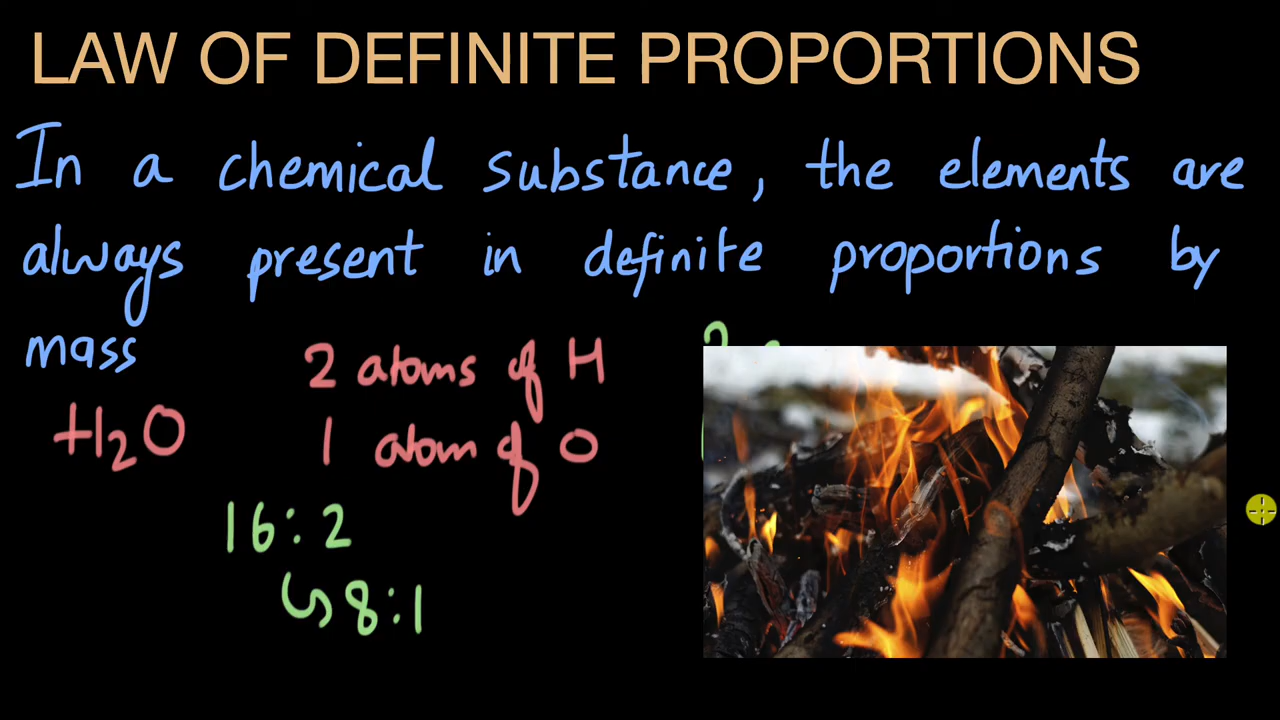 LAW OF DEFINITE PROPORTIONS
In a chemical substance, the elements are
always present in definite proportions by
mass
2 atoms of H
H2O
1 atom of O
16:2
↳8:1